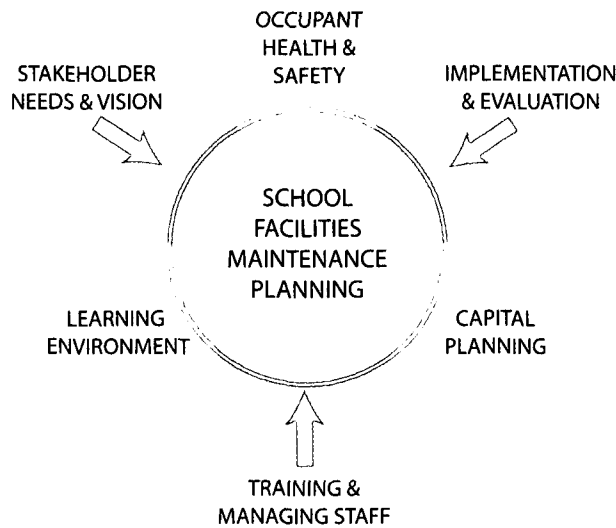 OCCUPANT
HEALTH &
SAFETY
STAKEHOLDER
NEEDS & VISION
IMPLEMENTATION
& EVALUATION
SCHOOL
FACILITIES
MAINTENANCE
PLANNING
LEARNING
ENVIRONMENT
CAPITAL
PLANNING
TRAINING &
MANAGING STAFF